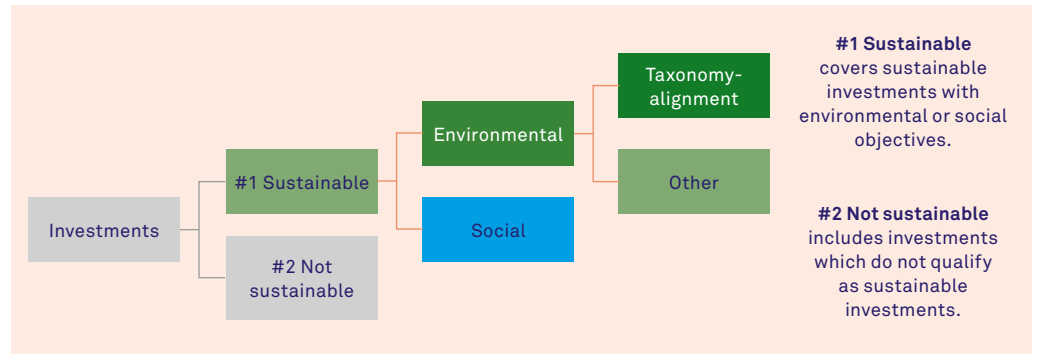 Investments
#1 Sustainable
#2 Not
sustainable
Environmental
Social
Taxonomy-
alignment
Other
#1 Sustainable
covers sustainable
investments with
environmental or social
objectives.
#2 Not sustainable
includes investments
which do not qualify
as sustainable
investments.